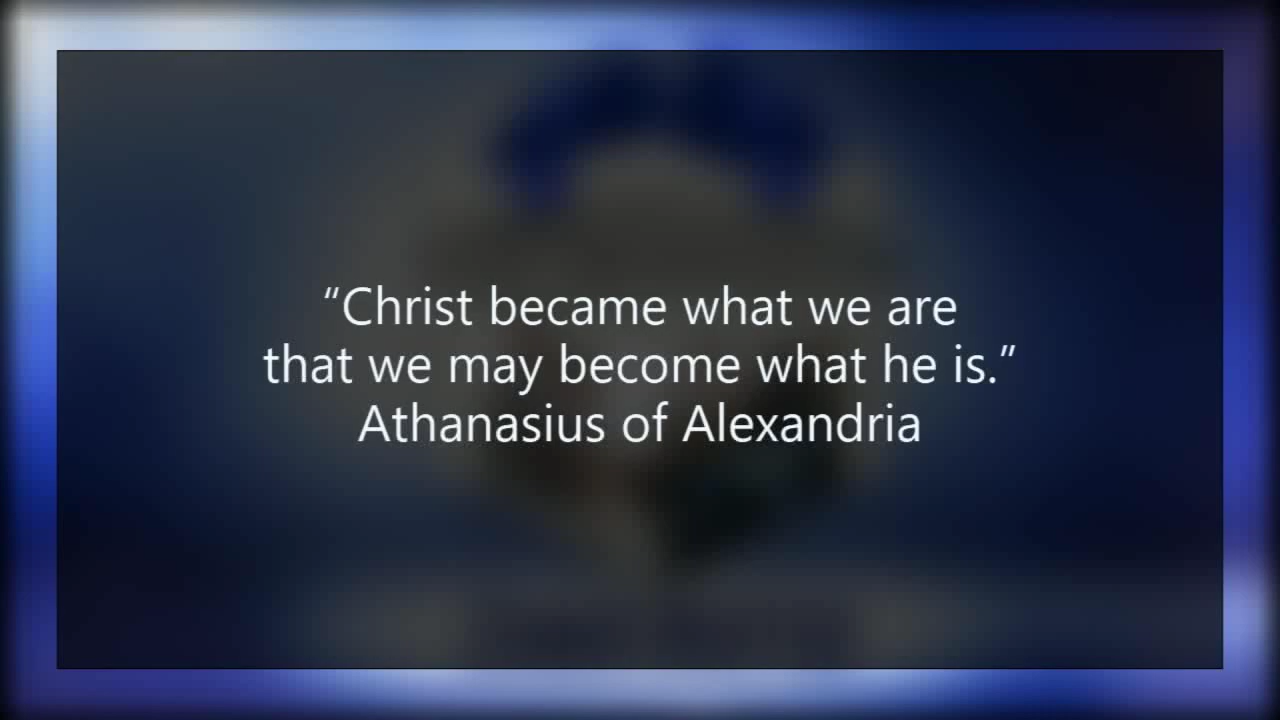 “Christ became what we are
that we may become what he is.”
Athanasius of Alexandria